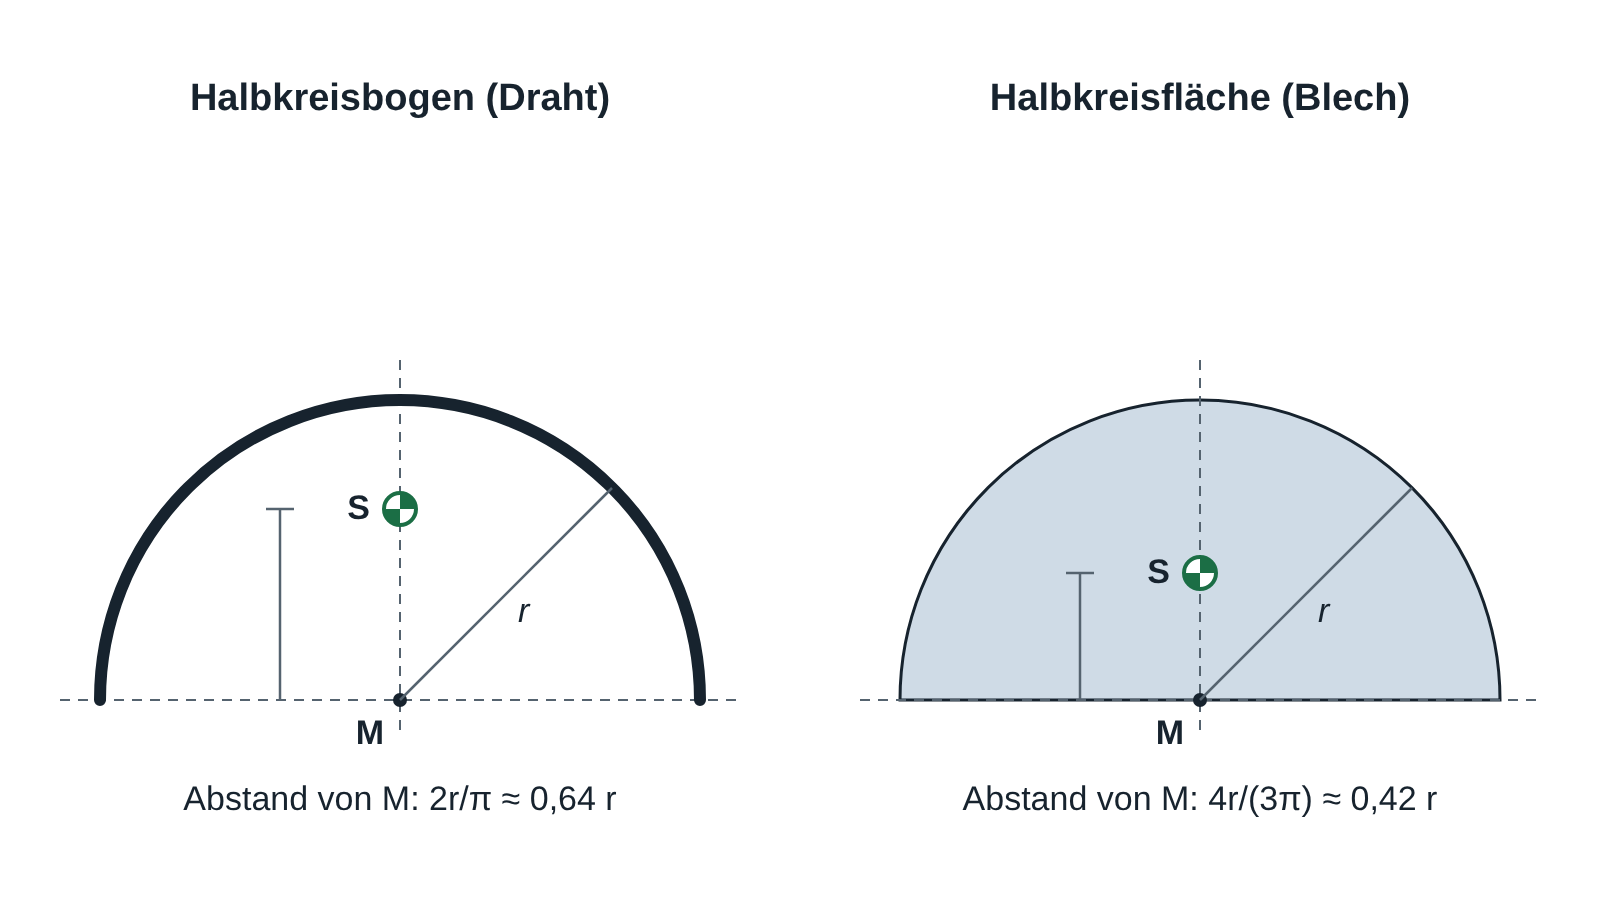 Halbkreisbogen (Draht)
S
r
M
Abstand von M: 2r/π ≈ 0,64 r
Halbkreisfläche (Blech)
S
r
M
Abstand von M: 4r/(3π) ≈ 0,42 r